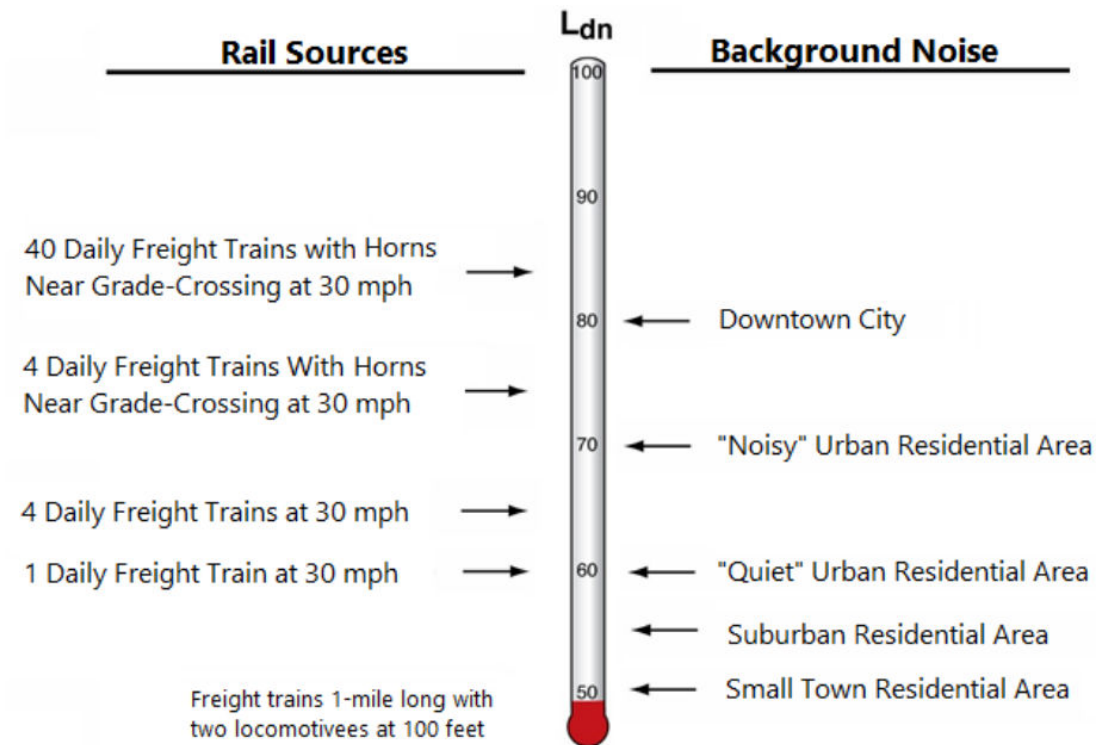 Ldn
Rail Sources
Background Noise
100
90
40 Daily Freight Trains with Horns
Near Grade-Crossing at 30 mph
80
Downtown City
4 Daily Freight Trains With Horns
Near Grade-Crossing at 30 mph
70
"Noisy" Urban Residential Area
4 Daily Freight Trains at 30 mph
1 Daily Freight Train at 30 mph
60
"Quiet" Urban Residential Area
Suburban Residential Area
50
Small Town Residential Area
Freight trains 1-mile long with
two locomotivees at 100 feet